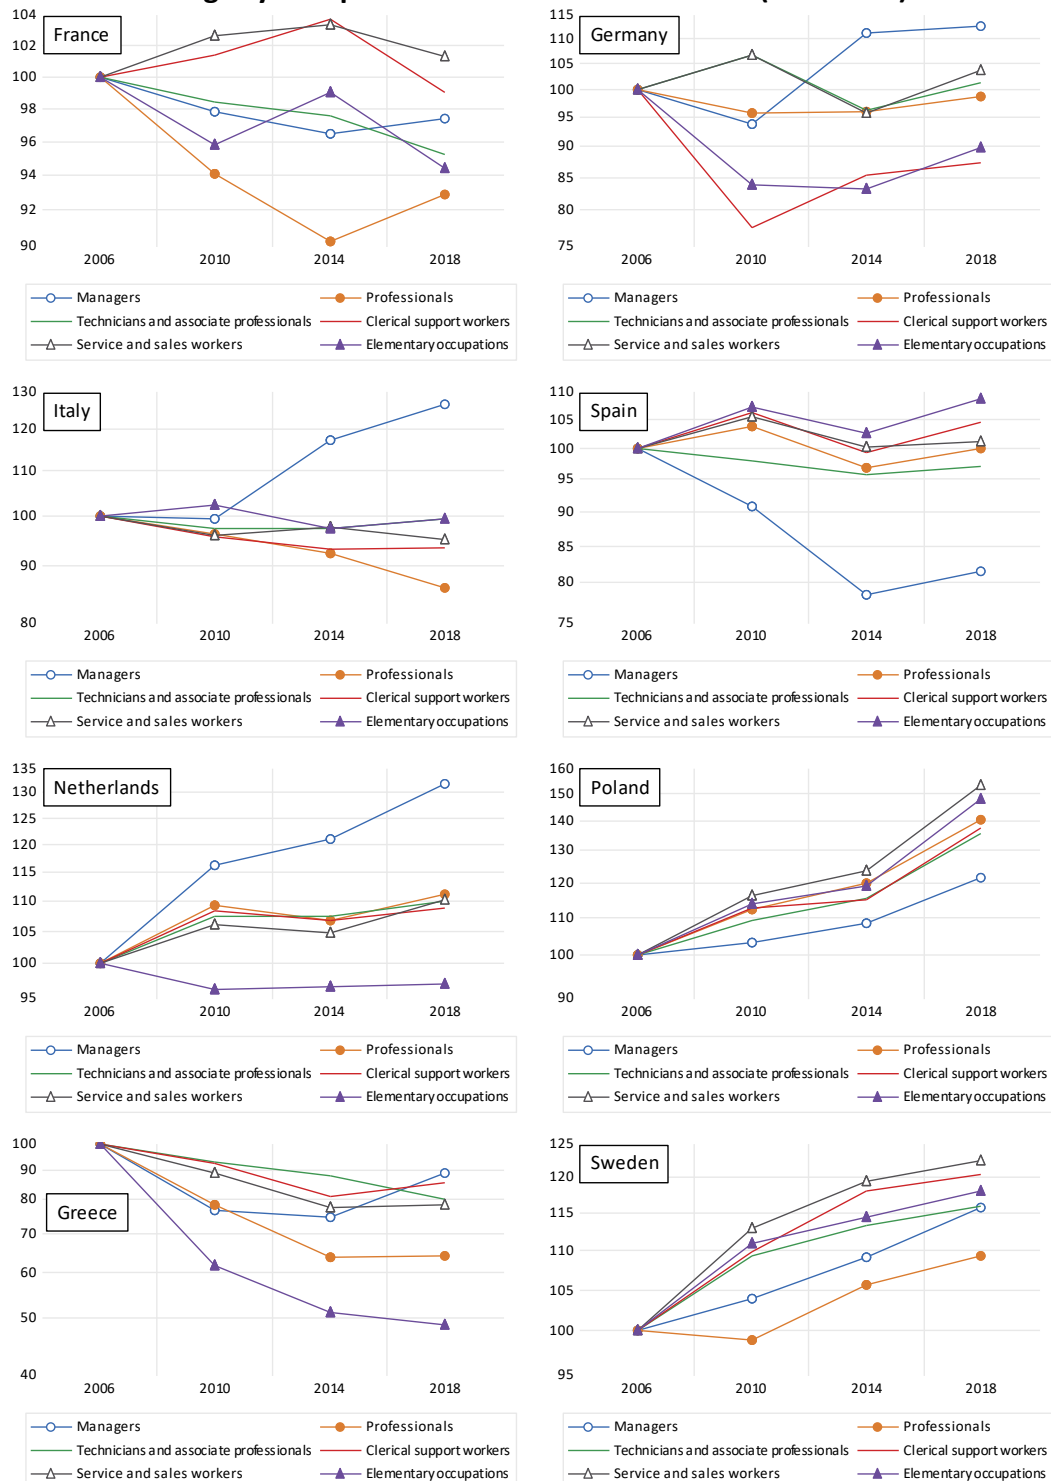 104
France
102
100
98
96
94
92
90
2006 2010 2014 2018
Managers Professionals
Technicians and associate professionals Clerical support workers
Service and sales workers Elementary occupations
115
Germany
110
105
100
95
90
85
80
75
2006 2010 2014 2018
Managers Professionals
Technicians and associate professionals Clerical support workers
Service and sales workers Elementary occupations
130
Italy
120
110
100
90
80
2006 2010 2014 2018
Managers Professionals
Technicians and associate professionals Clerical support workers
Service and sales workers Elementary occupations
110
Spain
105
100
95
90
85
80
75
2006 2010 2014 2018
Managers Professionals
Technicians and associate professionals Clerical support workers
Service and sales workers Elementary occupations
135
Netherlands
130
125
120
115
110
105
100
95
2006 2010 2014 2018
Managers Professionals
Technicians and associate professionals Clerical support workers
Service and sales workers Elementary occupations
160
Poland
150
140
130
120
110
100
90
2006 2010 2014 2018
Managers Professionals
Technicians and associate professionals Clerical support workers
Service and sales workers Elementary occupations
100
90
80
Greece
70
60
50
40
2006 2010 2014 2018
Managers Professionals
Technicians and associate professionals Clerical support workers
Service and sales workers Elementary occupations
125
Sweden
120
115
110
105
100
95
2006 2010 2014 2018
Managers Professionals
Technicians and associate professionals Clerical support workers
Service and sales workers Elementary occupations